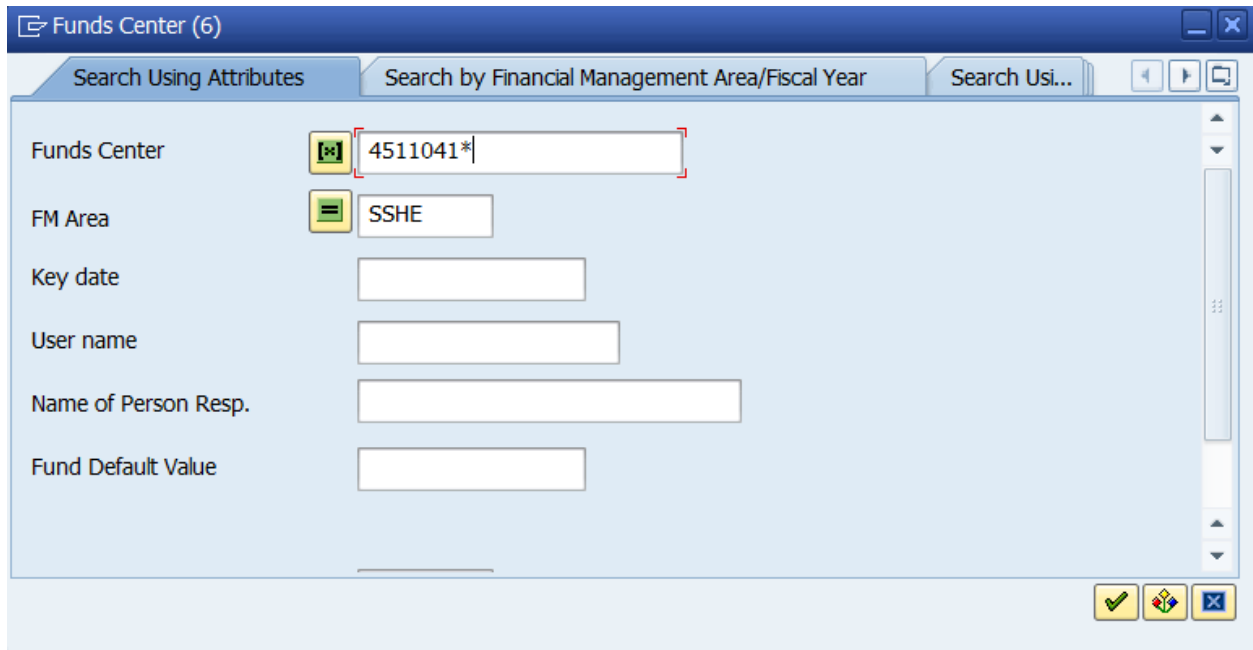 Funds Center (6)
Search Using Attributes
Search by Financial Management Area/Fiscal Year
Search Usi...
Funds Center
4511041*
FM Area
SSHE
Key date
User name
Name of Person Resp.
Fund Default Value